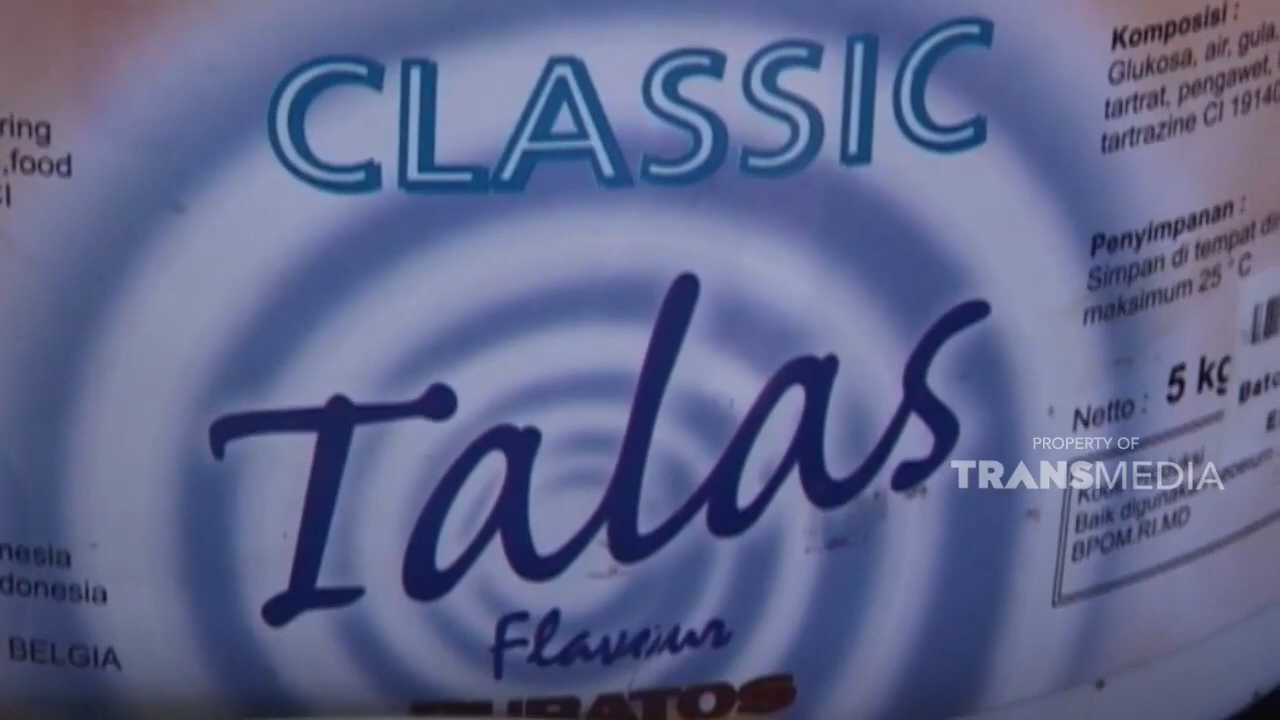 CLASSIC
Talas
Flavour
PURATOS
ring
,food
nesia
donesia
BELGIA
Komposisi :
Glukosa, air, gula,
tartrat, pengawet,
tartrazine CI 19140
Penyimpanan :
Simpan di tempat
maksimum 25 °C
Netto : 5 kg
Baik digunakan
BPOM.RI.MD
PROPERTY OF
TRANSMEDIA